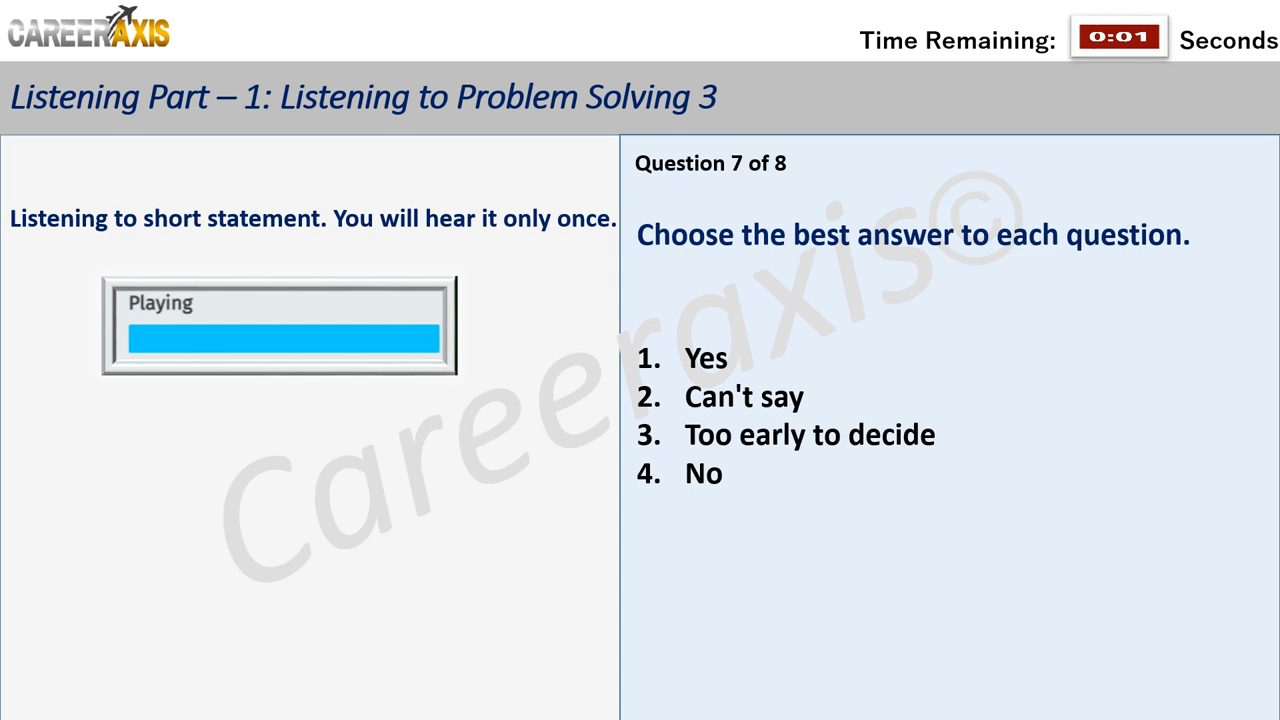 CAREERAXIS
Time Remaining: 0:01 Seconds
Listening Part – 1: Listening to Problem Solving 3
Listening to short statement. You will hear it only once.
Playing
Question 7 of 8
Choose the best answer to each question.
1. Yes
2. Can't say
3. Too early to decide
4. No
Careeraxis©